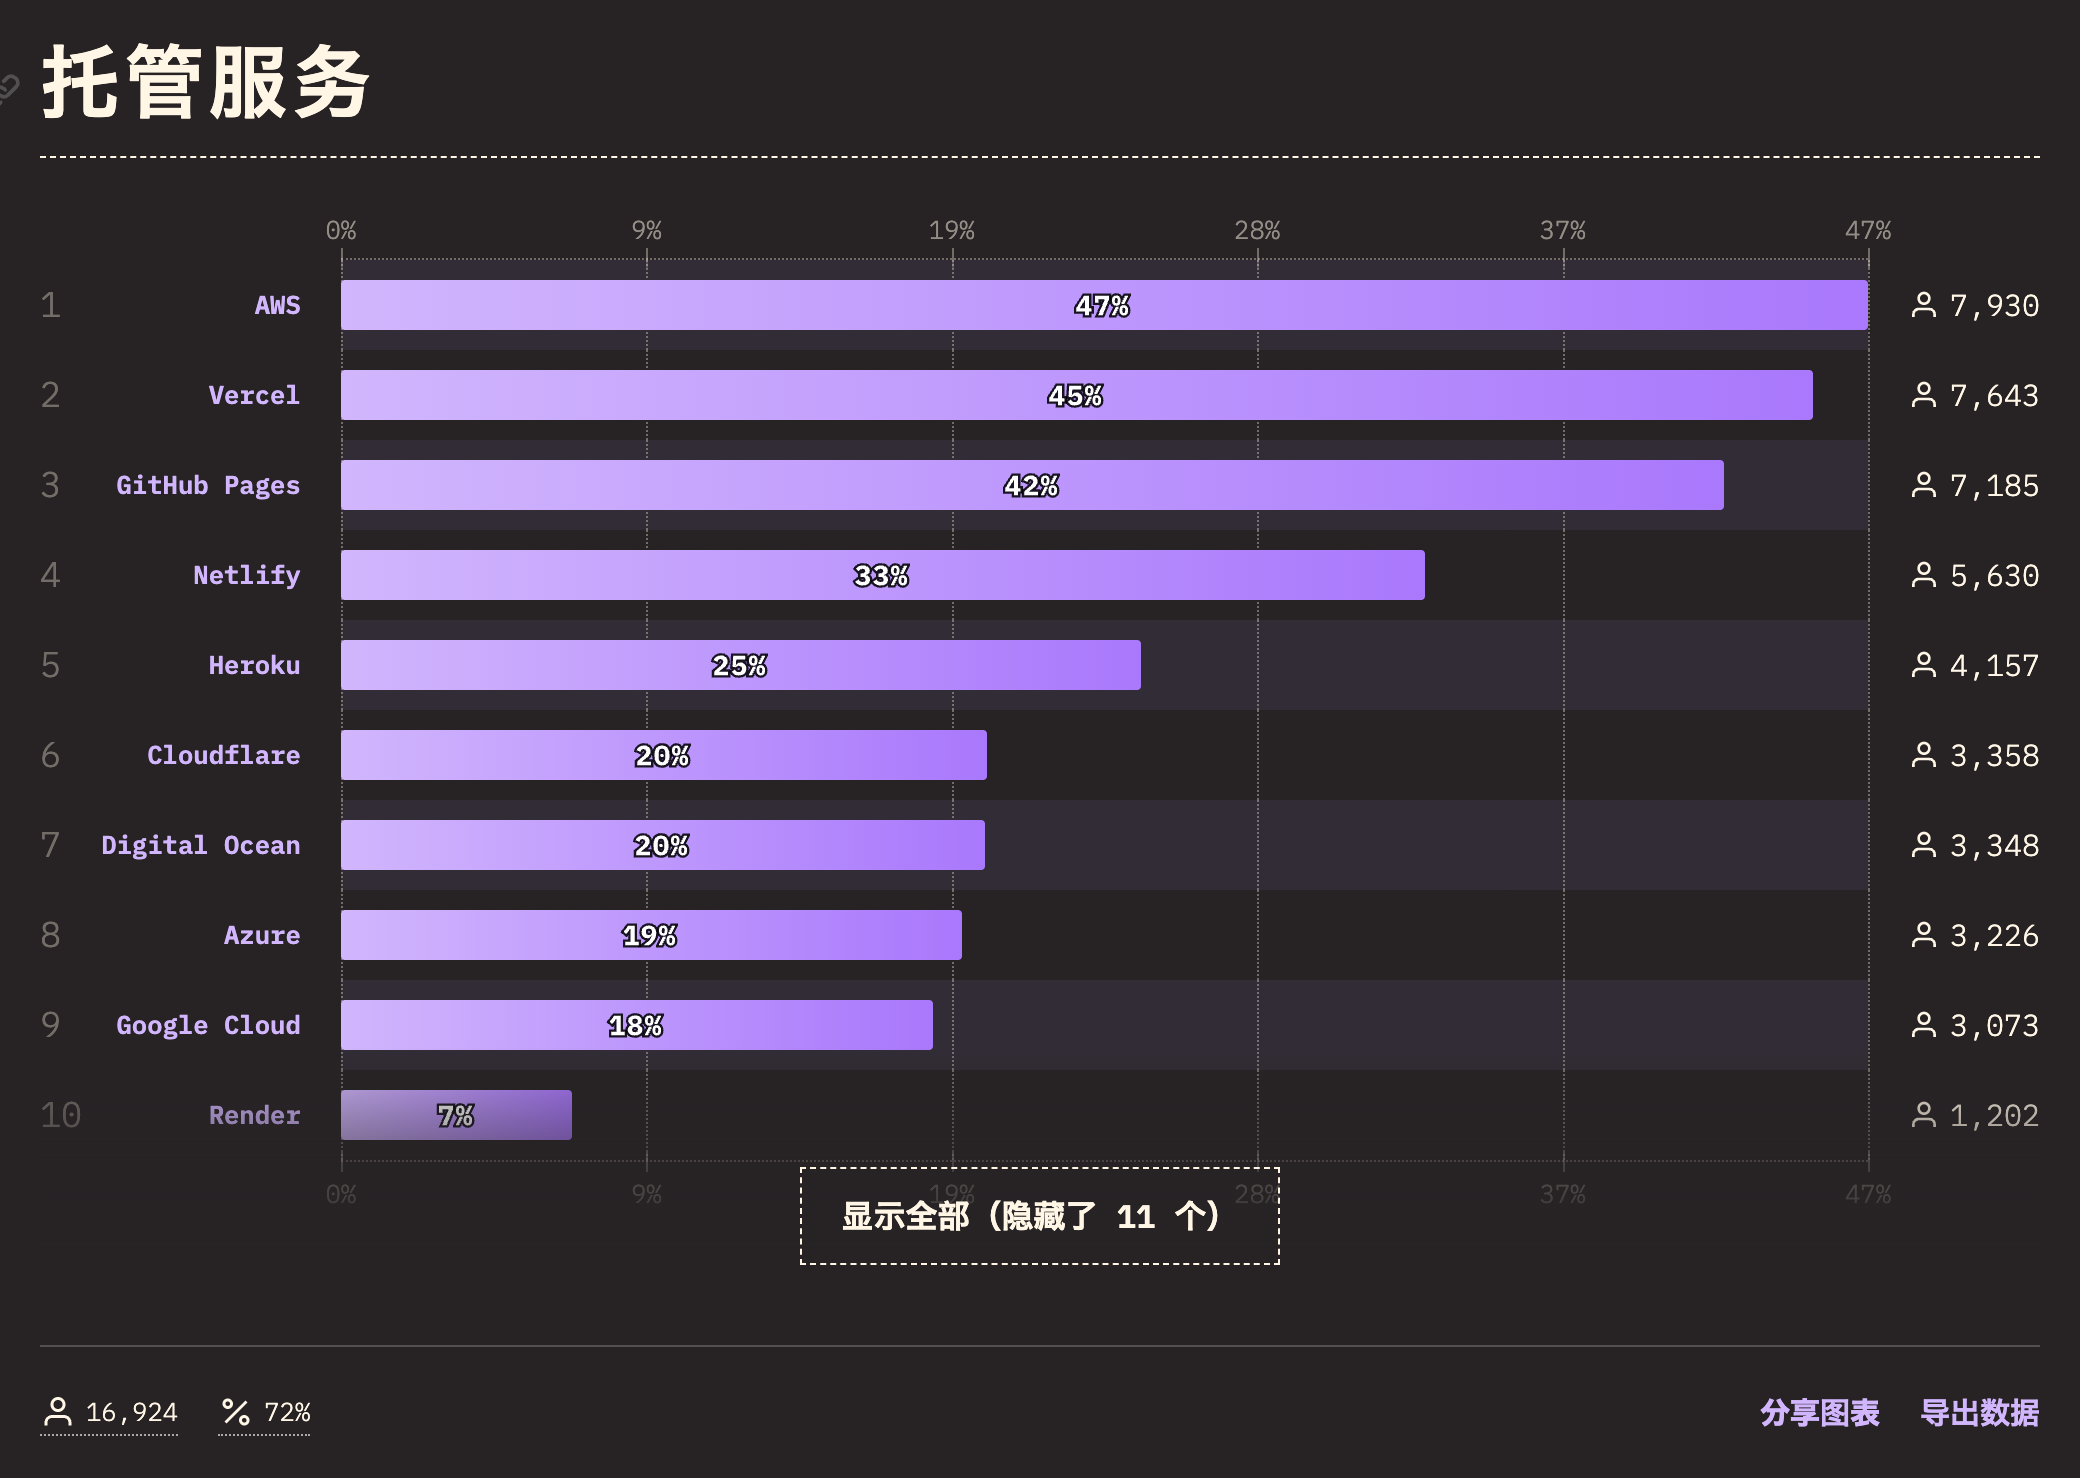 托管服务
0% 9% 19% 28% 37% 47%
1 AWS 47% 7,930
2 Vercel 45% 7,643
3 GitHub Pages 42% 7,185
4 Netlify 33% 5,630
5 Heroku 25% 4,157
6 Cloudflare 20% 3,358
7 Digital Ocean 20% 3,348
8 Azure 19% 3,226
9 Google Cloud 18% 3,073
10 Render 7% 1,202
0% 9% 19% 28% 37% 47%
显示全部（隐藏了 11 个）
16,924 72% 分享图表 导出数据